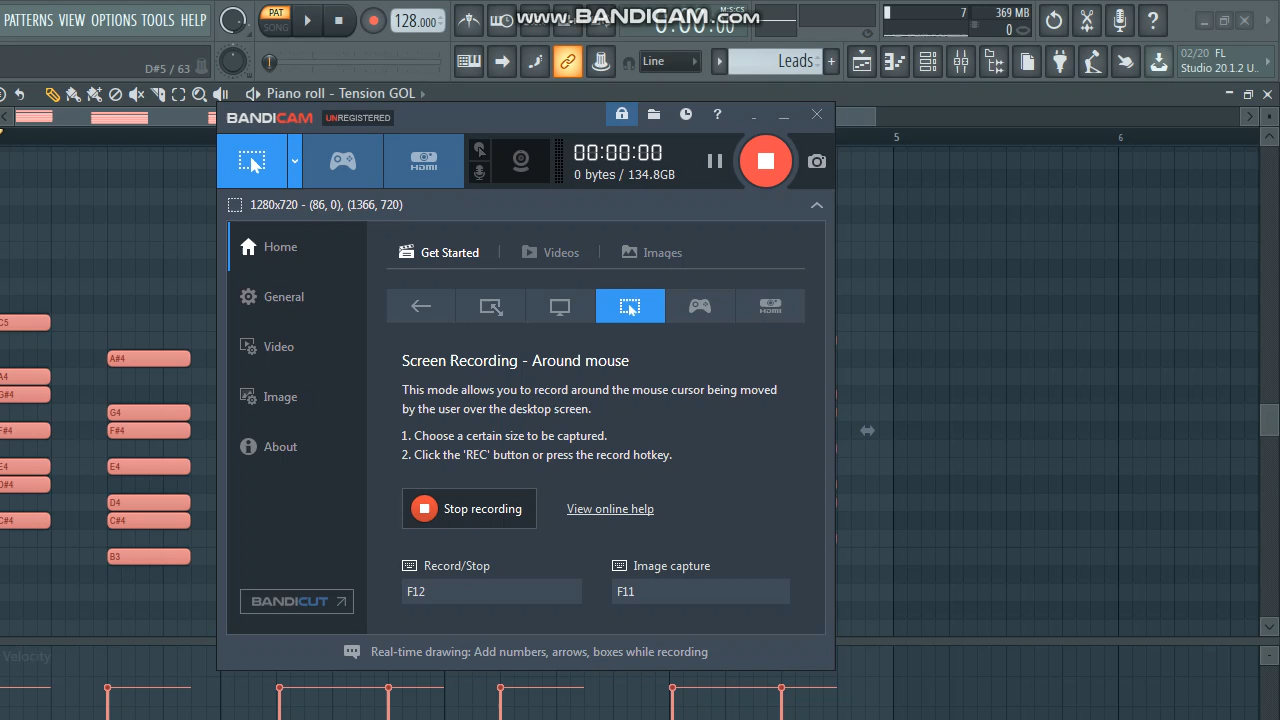 PATTERNS VIEW OPTIONS TOOLS HELP
PAT
128.000
www.BANDICAM.com
M:S:CS
0:00:00
7
369 MB
0
D#5 / 63
Line
Leads
02/20 FL
Studio 20.1.2 U...
Piano roll - Tension GOL
BANDICAM UNREGISTERED
00:00:00
0 bytes / 134.8GB
HDMI
1280x720 - (86, 0), (1366, 720)
5
6
Home
General
Video
Image
About
BANDICUT
Get Started
Videos
Images
HDMI
Screen Recording - Around mouse
This mode allows you to record around the mouse cursor being moved
by the user over the desktop screen.
1. Choose a certain size to be captured.
2. Click the 'REC' button or press the record hotkey.
Stop recording
View online help
Record/Stop
Image capture
F12
F11
Real-time drawing: Add numbers, arrows, boxes while recording
C5
A4
G#4
F#4
E4
D#4
C#4
A#4
G4
F#4
E4
D4
C#4
B3
Velocity